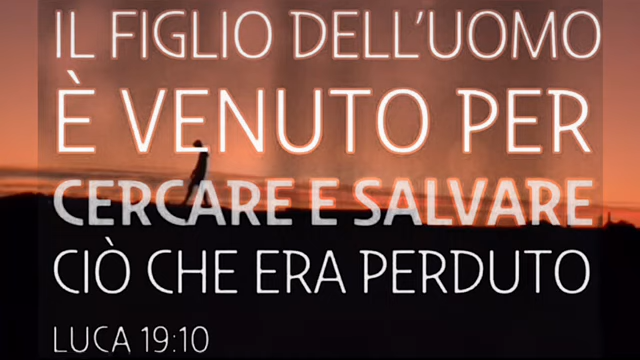 IL FIGLIO DELL'UOMO
È VENUTO PER
CERCARE E SALVARE
CIÒ CHE ERA PERDUTO
LUCA 19:10